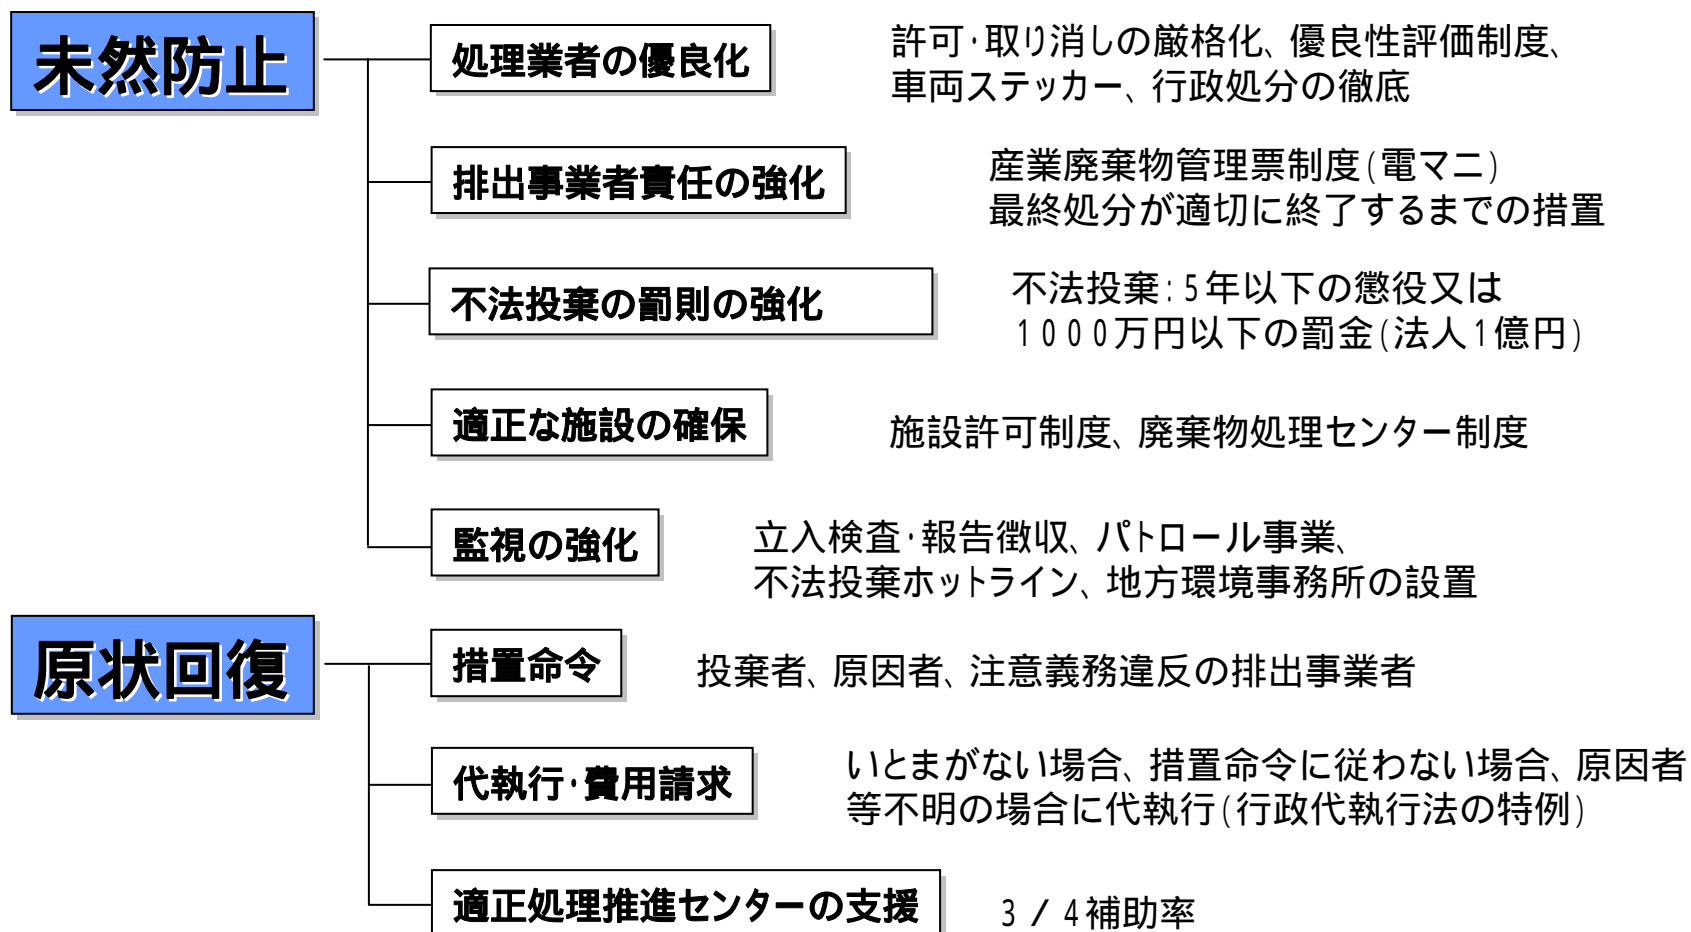 未然防止
処理業者の優良化
許可・取り消しの厳格化、優良性評価制度、
車両ステッカー、行政処分の徹底
排出事業者責任の強化
産業廃棄物管理票制度(電マニ)
最終処分が適切に終了するまでの措置
不法投棄の罰則の強化
不法投棄:5年以下の懲役又は
1000万円以下の罰金(法人1億円)
適正な施設の確保
施設許可制度、廃棄物処理センター制度
監視の強化
立入検査・報告徴収、パトロール事業、
不法投棄ホットライン、地方環境事務所の設置
原状回復
措置命令
投棄者、原因者、注意義務違反の排出事業者
代執行・費用請求
いとまがない場合、措置命令に従わない場合、原因者
等不明の場合に代執行(行政代執行法の特例)
適正処理推進センターの支援
3/4補助率